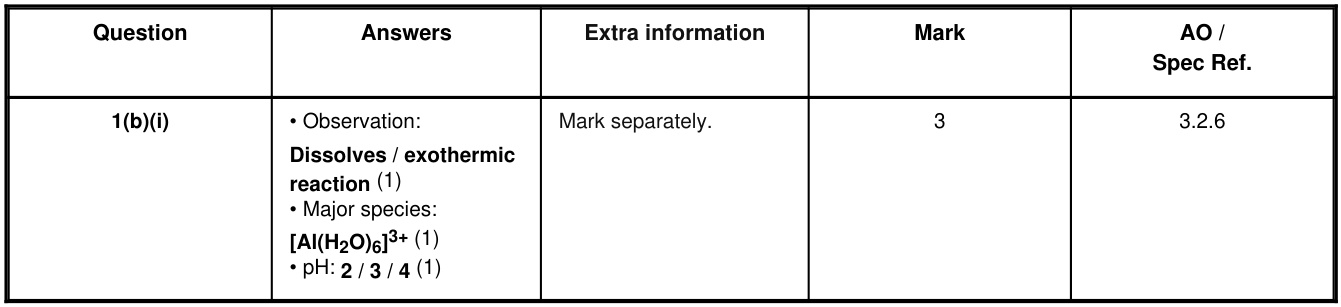 Question Answers Extra information Mark AO /
Spec Ref.
1(b)(i) • Observation: Mark separately. 3 3.2.6
Dissolves / exothermic
reaction (1)
• Major species:
[Al(H₂O)₆]³⁺ (1)
• pH: 2 / 3 / 4 (1)